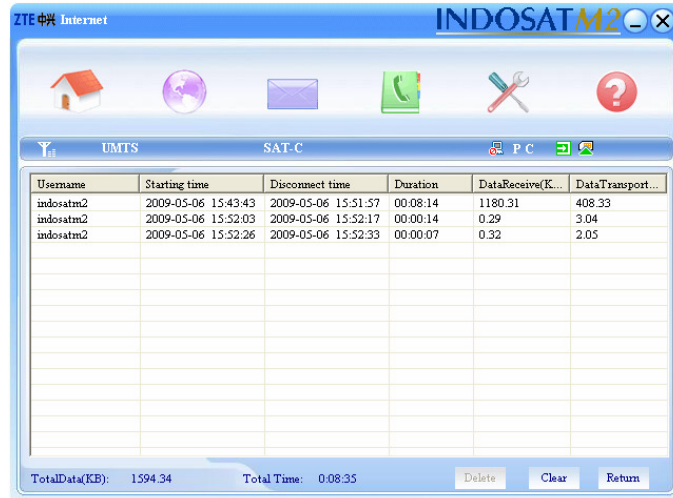 ZTE中兴 Internet
INDOSATM2
UMTS SAT-C P C
Username Starting time Disconnect time Duration DataReceive(K... DataTransport...
indosatm2 2009-05-06 15:43:43 2009-05-06 15:51:57 00:08:14 1180.31 408.33
indosatm2 2009-05-06 15:52:03 2009-05-06 15:52:17 00:00:14 0.29 3.04
indosatm2 2009-05-06 15:52:26 2009-05-06 15:52:33 00:00:07 0.32 2.05
TotalData(KB): 1594.34 Total Time: 0:08:35 Delete Clear Return